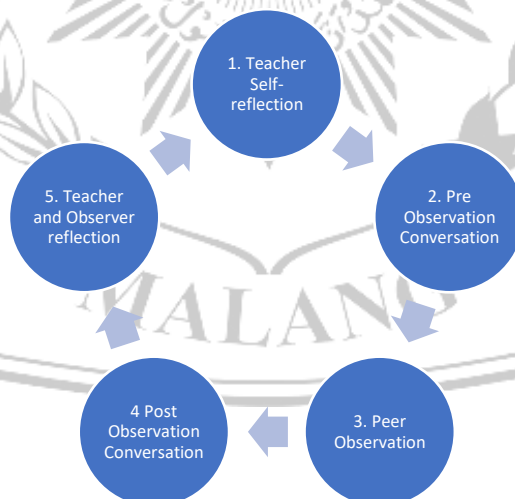 1. Teacher
Self-
reflection
2. Pre
Observation
Conversation
3. Peer
Observation
4 Post
Observation
Conversation
5. Teacher
and Observer
reflection
MALANG